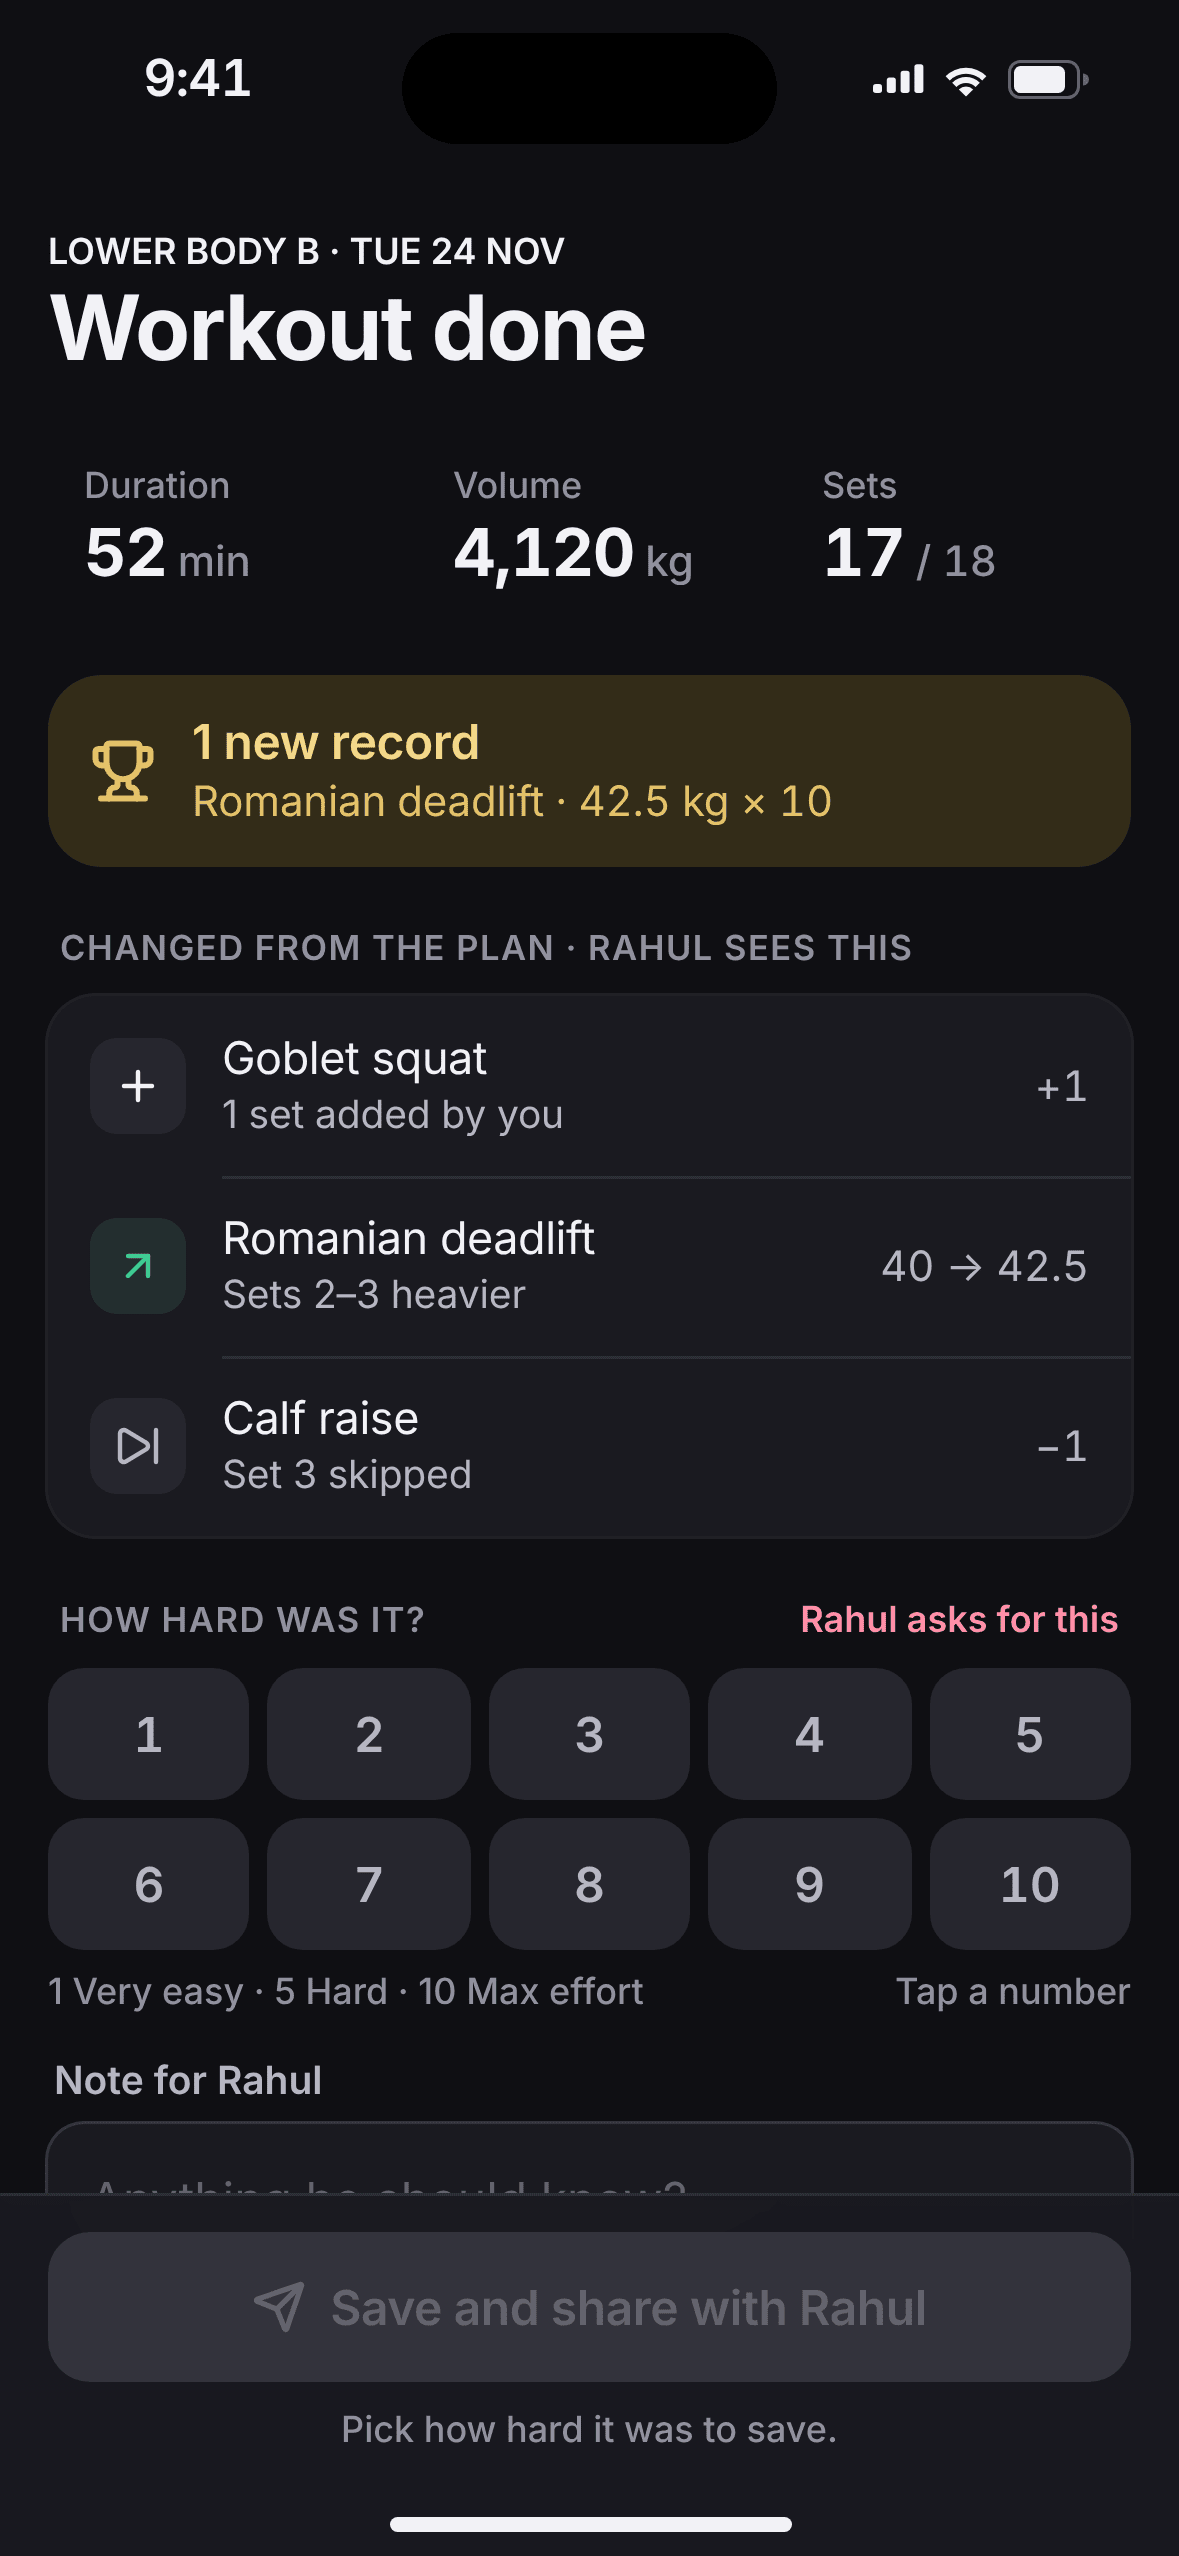 9:41
LOWER BODY B · TUE 24 NOV
Workout done
Duration
52 min
Volume
4,120 kg
Sets
17 / 18
1 new record
Romanian deadlift · 42.5 kg × 10
CHANGED FROM THE PLAN · RAHUL SEES THIS
Goblet squat
1 set added by you
+1
Romanian deadlift
Sets 2–3 heavier
40 → 42.5
Calf raise
Set 3 skipped
−1
HOW HARD WAS IT?
Rahul asks for this
1 2 3 4 5
6 7 8 9 10
1 Very easy · 5 Hard · 10 Max effort
Tap a number
Note for Rahul
Anything he should know?
Save and share with Rahul
Pick how hard it was to save.